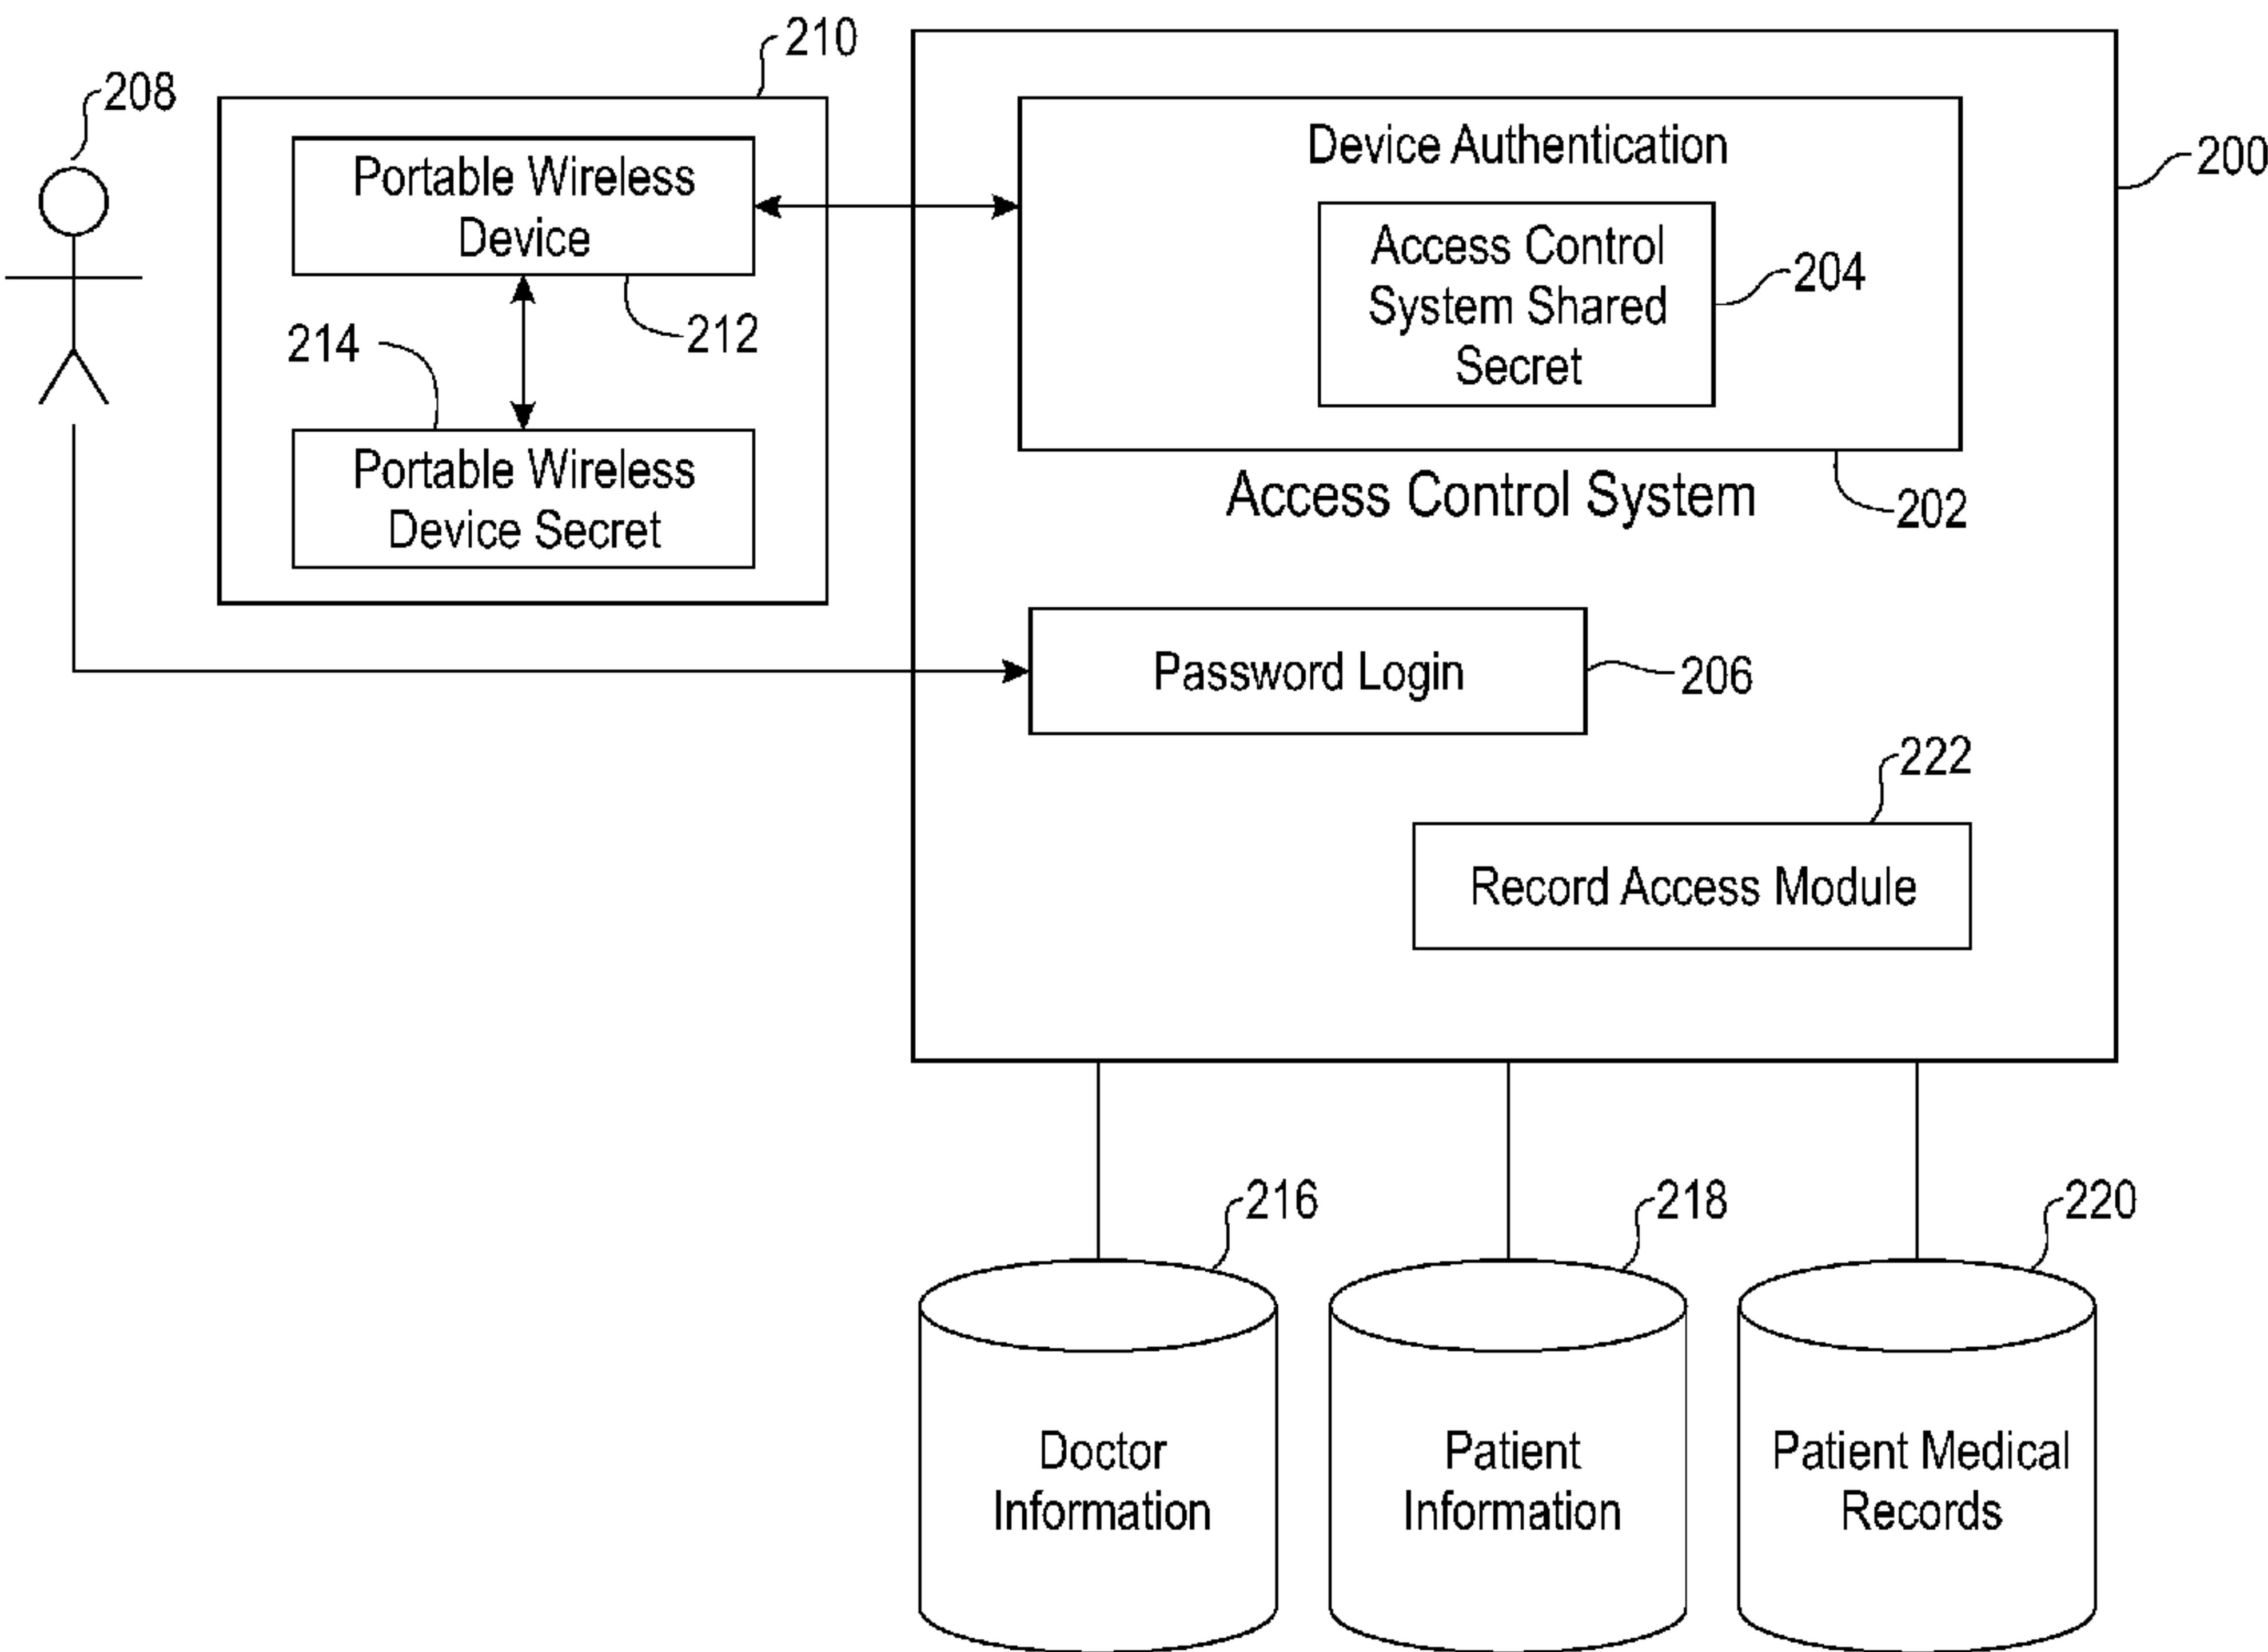 210
208
Portable Wireless
Device
212
214
Portable Wireless
Device Secret
Device Authentication
200
Access Control
System Shared
Secret
204
Access Control System
202
Password Login
206
222
Record Access Module
216
218
220
Doctor
Information
Patient
Information
Patient Medical
Records